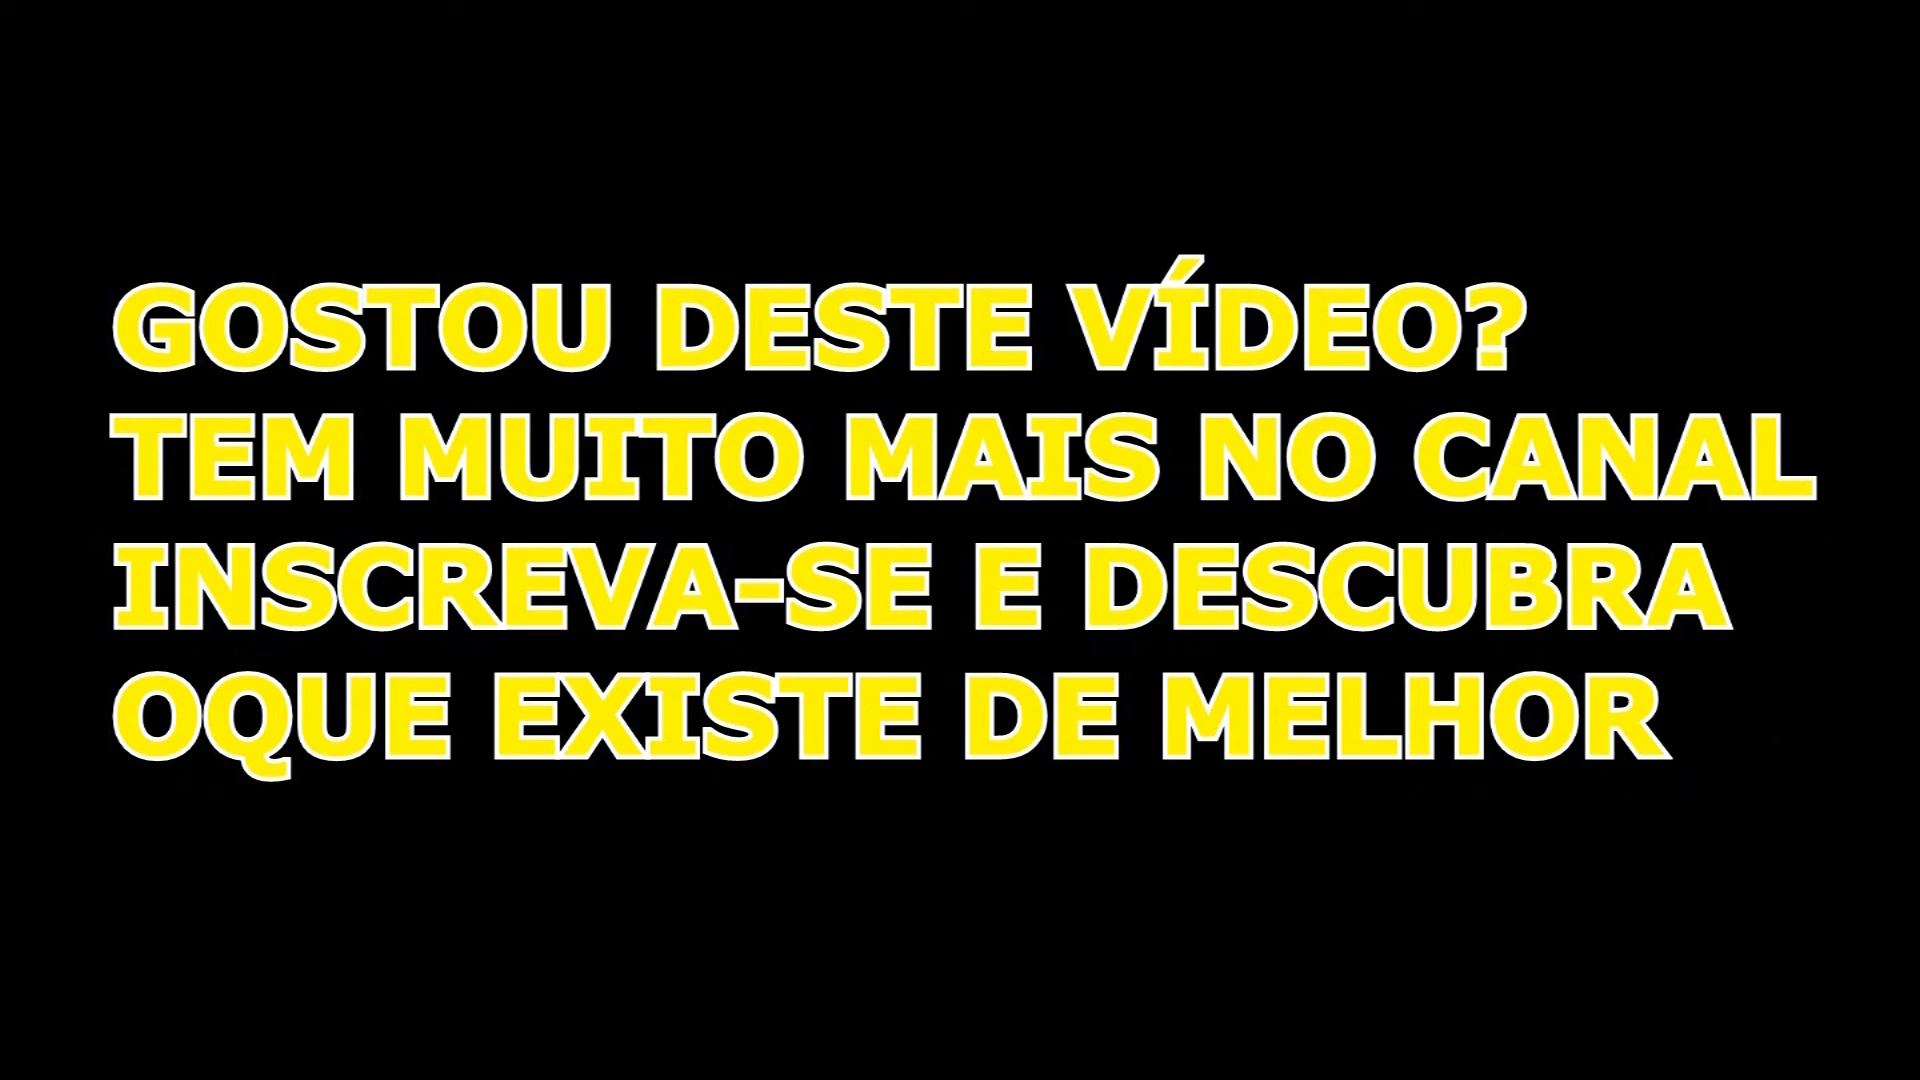 GOSTOU DESTE VÍDEO?
TEM MUITO MAIS NO CANAL
INSCREVA-SE E DESCUBRA
OQUE EXISTE DE MELHOR